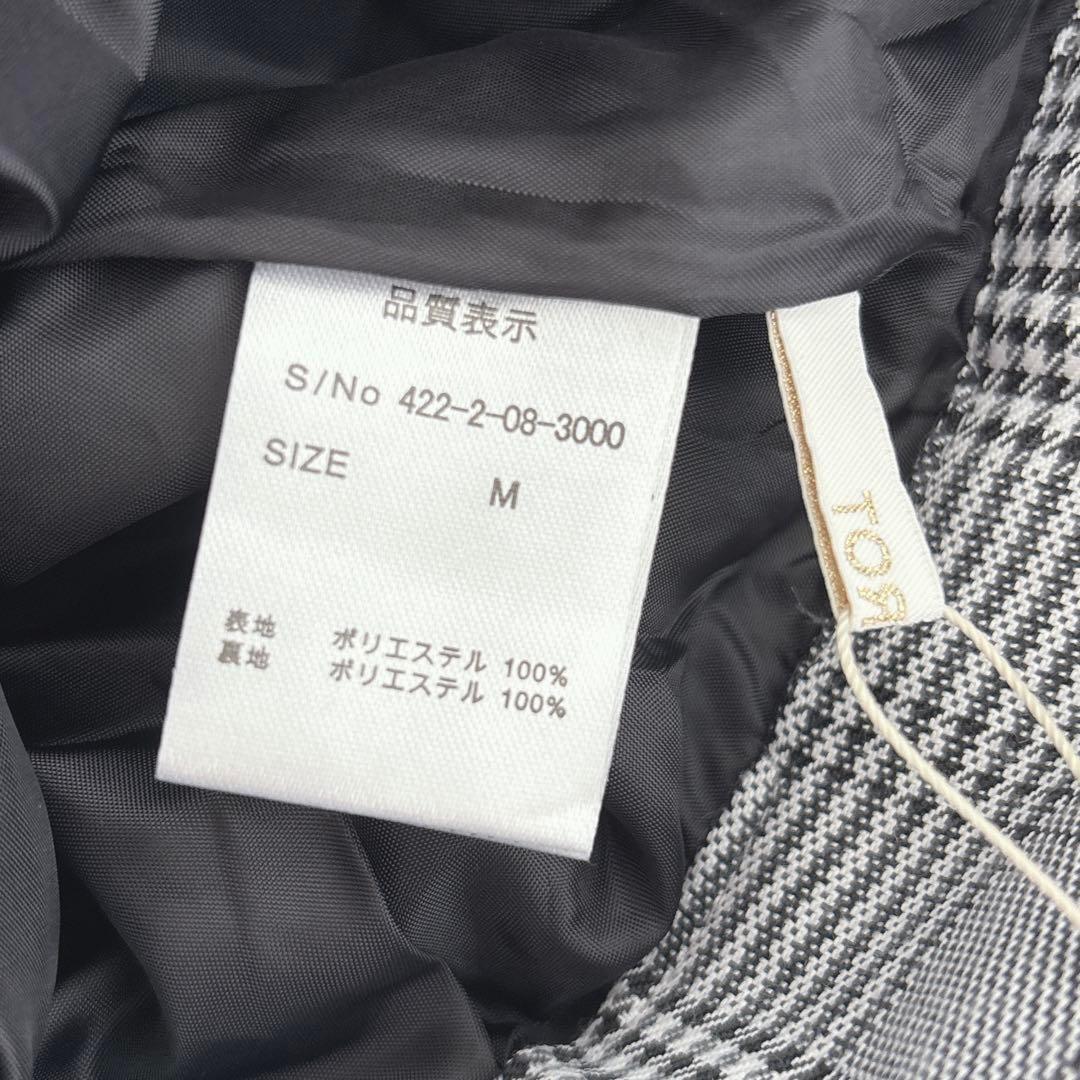 品質表示
S/No 422-2-08-3000
SIZE M
表地 ポリエステル 100%
裏地 ポリエステル 100%
TOR